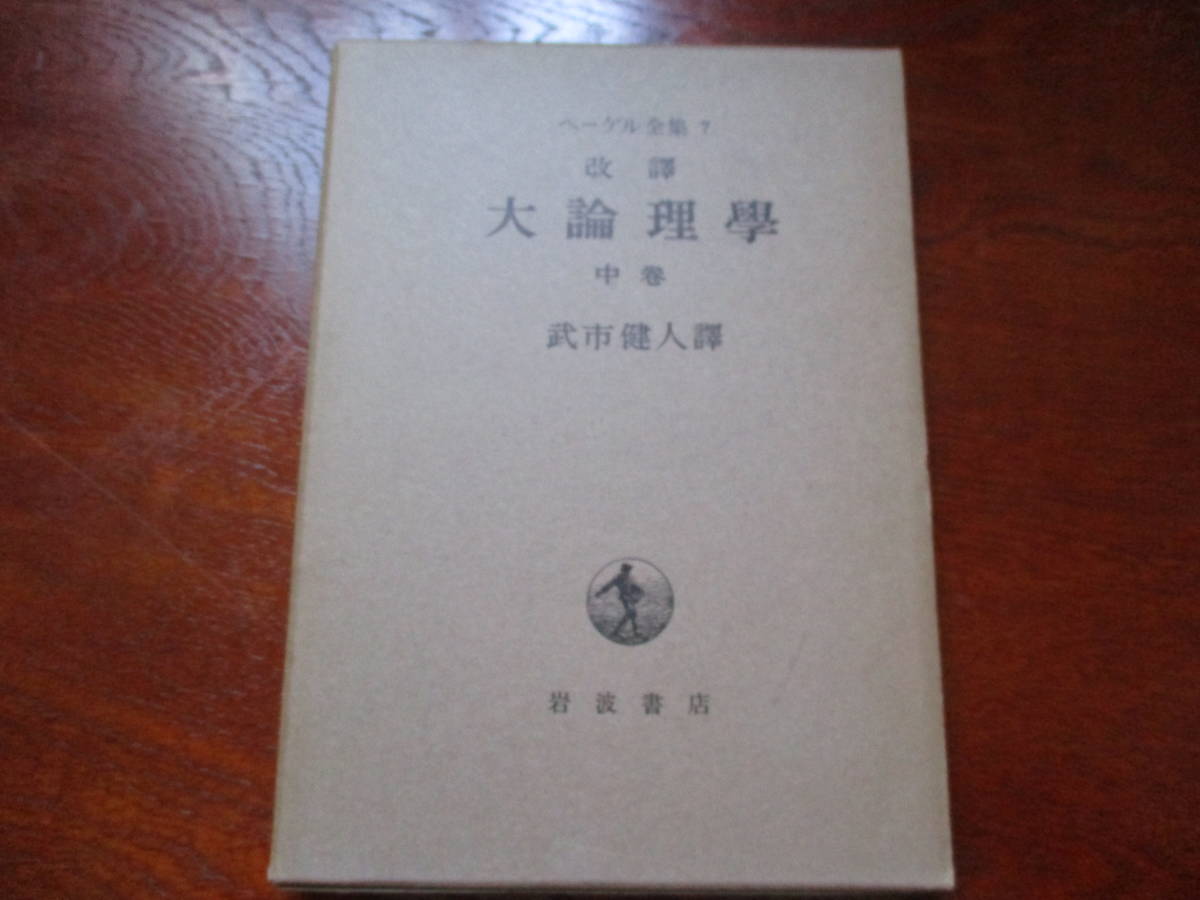 ヘーゲル全集 7
改譯
大論理學
中卷
武市健人譯
岩波書店